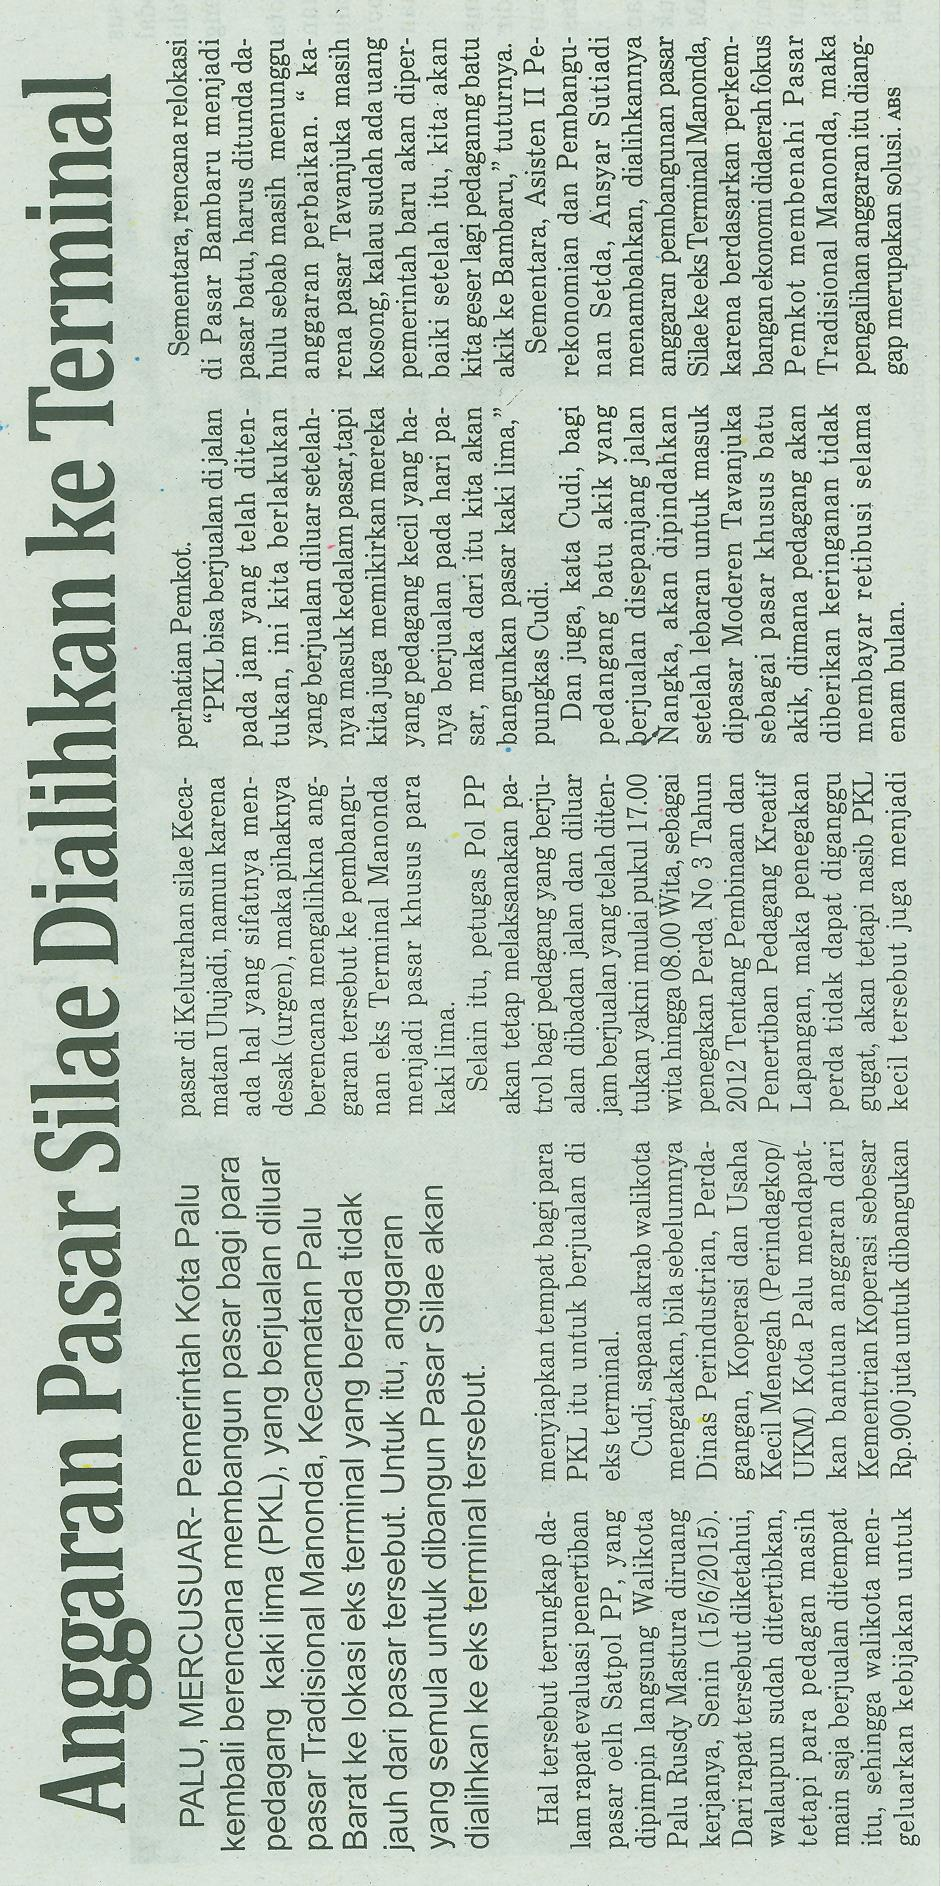 Anggaran Pasar Silae Dialihkan ke Terminal
PALU, MERCUSUAR- Pemerintah Kota Palu
kembali berencana membangun pasar bagi para
pedagang kaki lima (PKL), yang berjualan diluar
pasar Tradisional Manonda, Kecamatan Palu
Barat ke lokasi eks terminal yang berada tidak
jauh dari pasar tersebut. Untuk itu, anggaran
yang semula untuk dibangun Pasar Silae akan
dialihkan ke eks terminal tersebut.
Hal tersebut terungkap da-
lam rapat evaluasi penertiban
pasar oelh Satpol PP, yang
dipimpin langsung Walikota
Palu Rusdy Mastura diruang
kerjanya, Senin (15/6/2015).
Dari rapat tersebut diketahui,
walaupun sudah ditertibkan,
tetapi para pedagan masih
main saja berjualan ditempat
itu, sehingga walikota men-
geluarkan kebijakan untuk
menyiapkan tempat bagi para
PKL itu untuk berjualan di
eks terminal.
Cudi, sapaan akrab walikota
mengatakan, bila sebelumnya
Dinas Perindustrian, Perda-
gangan, Koperasi dan Usaha
Kecil Menegah (Perindagkop/
UKM) Kota Palu mendapat-
kan bantuan anggaran dari
Kementrian Koperasi sebesar
Rp.900 juta untuk dibangukan
pasar di Kelurahan silae Keca-
matan Ulujadi, namun karena
ada hal yang sifatnya men-
desak (urgen), maka pihaknya
berencana mengalihkna ang-
garan tersebut ke pembangu-
nan eks Terminal Manonda
menjadi pasar khusus para
kaki lima.
Selain itu, petugas Pol PP
akan tetap melaksanakan pa-
trol bagi pedagang yang berju-
alan dibadan jalan dan diluar
jam berjualan yang telah diten-
tukan yakni mulai pukul 17.00
wita hingga 08.00 Wita, sebagai
penegakan Perda No 3 Tahun
2012 Tentang Pembinaan dan
Penertiban Pedagang Kreatif
Lapangan, maka penegakan
perda tidak dapat diganggu
gugat, akan tetapi nasib PKL
kecil tersebut juga menjadi
perhatian Pemkot.
“PKL bisa berjualan di jalan
pada jam yang telah diten-
tukan, ini kita berlakukan
yang berjualan diluar setelah-
nya masuk kedalam pasar,tapi
kita juga memikirkan mereka
yang pedagang kecil yang ha-
nya berjualan pada hari pa-
sar, maka dari itu kita akan
bangunkan pasar kaki lima,”
pungkas Cudi.
Dan juga, kata Cudi, bagi
pedangang batu akik yang
berjualan disepanjang jalan
Nangka, akan dipindahkan
setelah lebaran untuk masuk
dipasar Moderen Tavanjuka
sebagai pasar khusus batu
akik, dimana pedagang akan
diberikan keringanan tidak
membayar retibusi selama
enam bulan.
Sementara, rencana relokasi
di Pasar Bambaru menjadi
pasar batu, harus ditunda da-
hulu sebab masih menunggu
anggaran perbaikan. “ ka-
rena pasar Tavanjuka masih
kosong, kalau sudah ada uang
pemerintah baru akan diper-
baiki setelah itu, kita akan
kita geser lagi pedaganng batu
akik ke Bambaru,” tuturnya.
Sementara, Asisten II Pe-
rekonomian dan Pembangu-
nan Setda, Ansyar Sutiadi
menambahkan, dialihkannya
anggaran pembangunan pasar
Silae ke eks Terminal Manonda,
karena berdasarkan perkem-
bangan ekonomi didaerah fokus
Pemkot membenahi Pasar
Tradisional Manonda, maka
pengalihan anggaran itu diang-
gap merupakan solusi. ABS